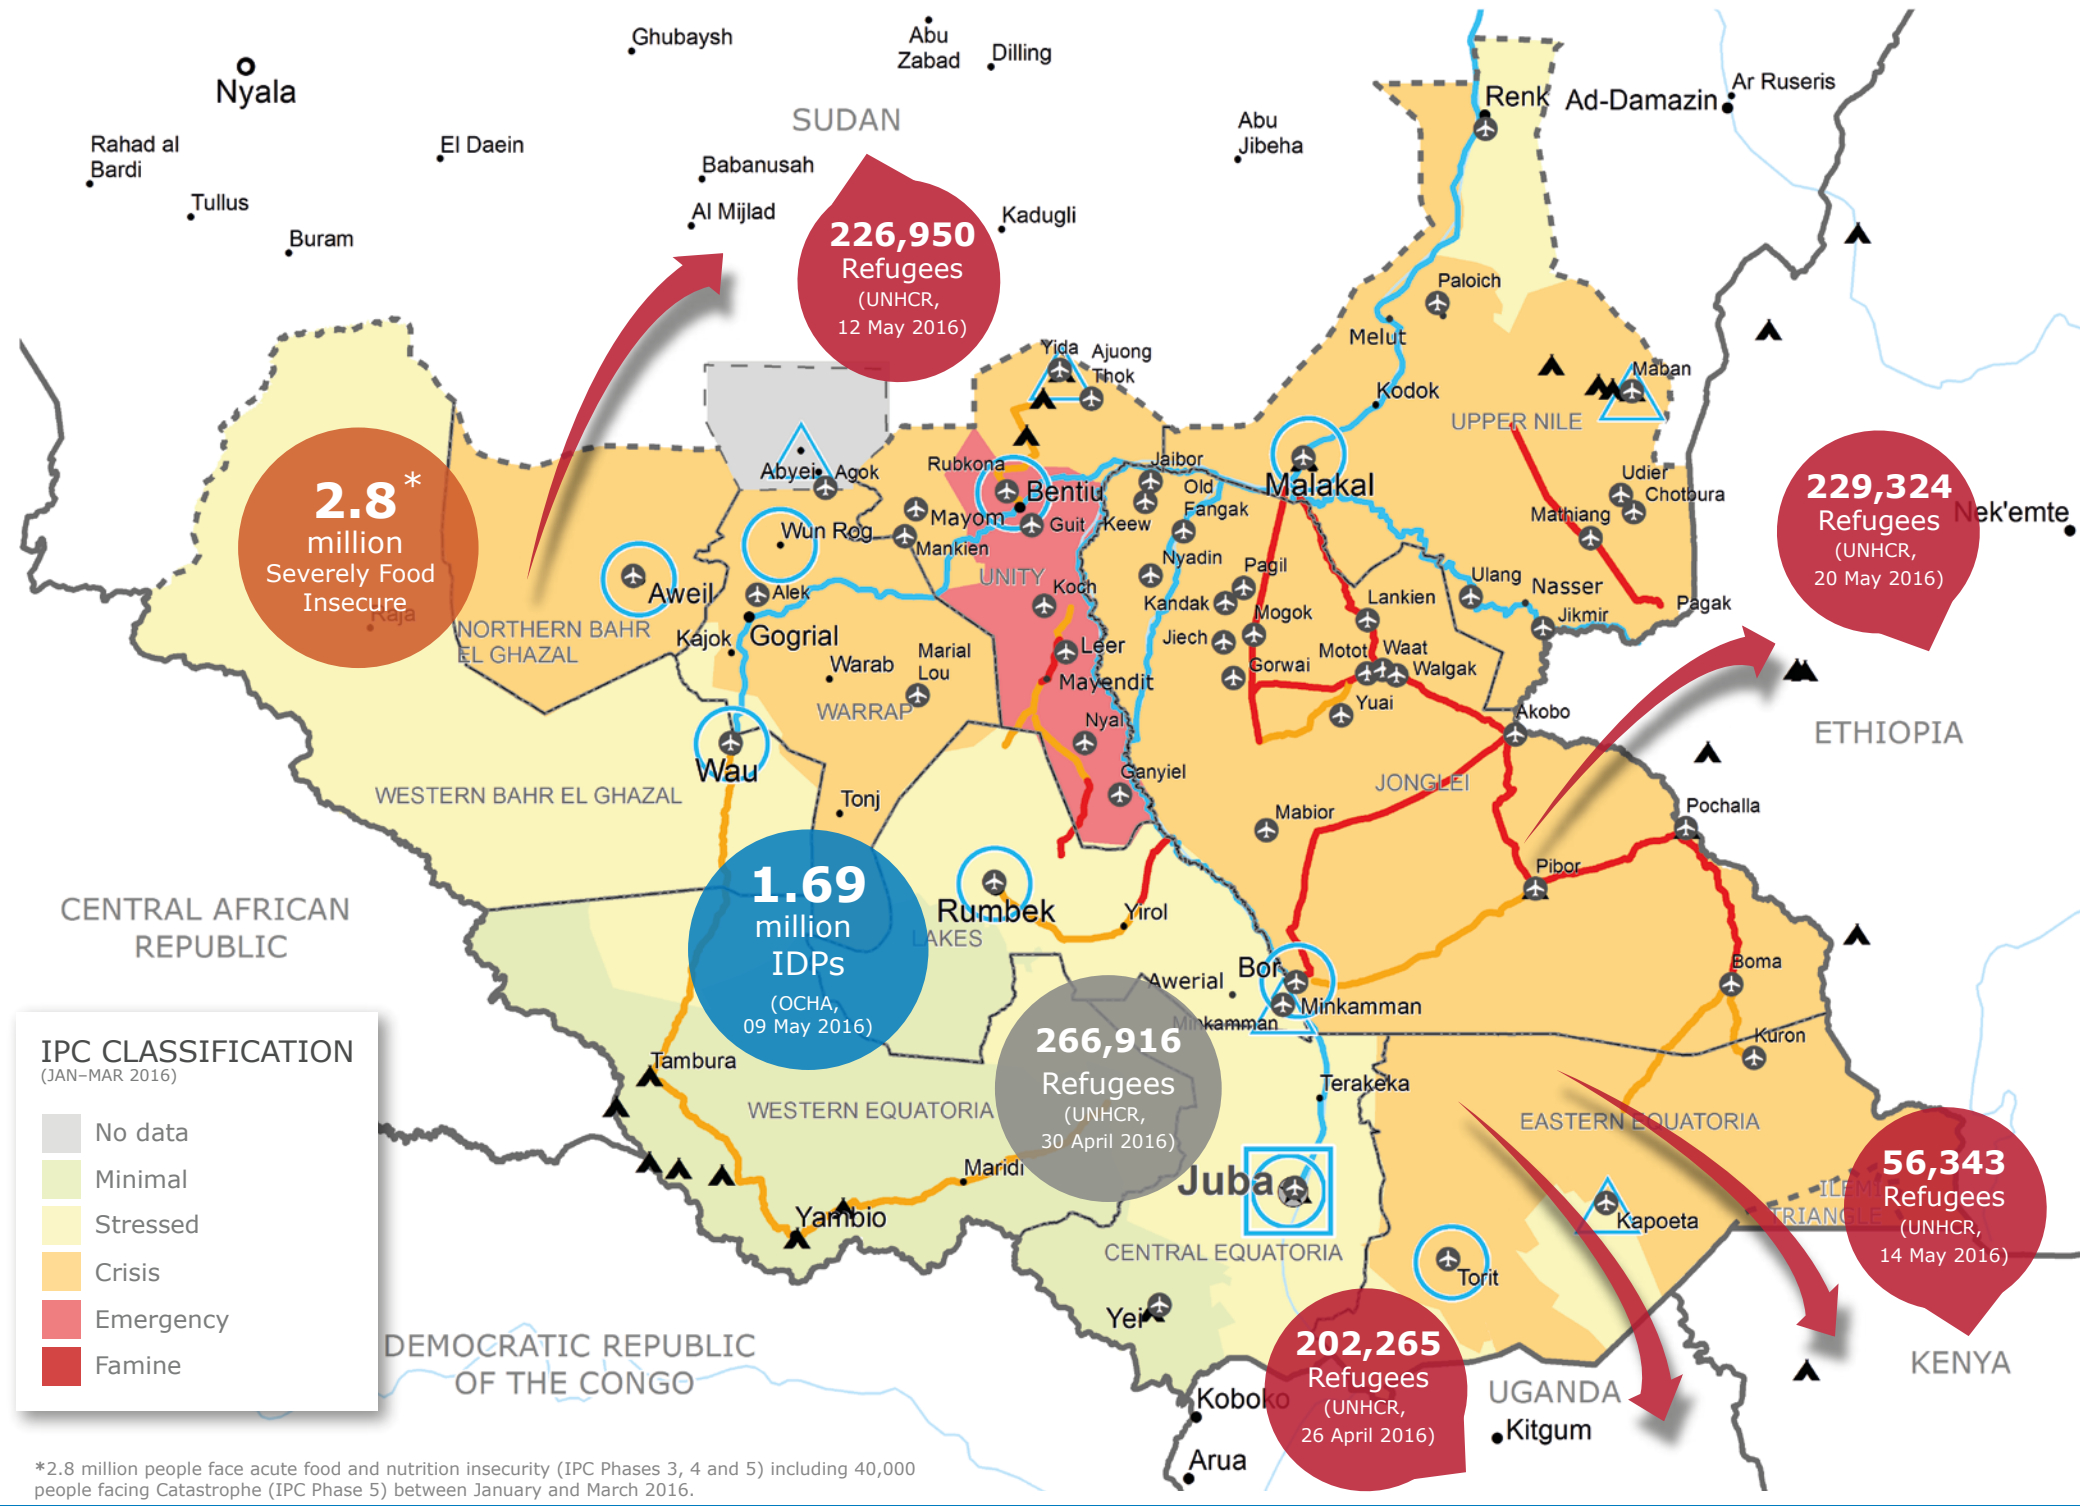 Ghubaysh
Abu
Zabad
Dilling
Nyala
SUDAN
Renk
Ad-Damazin
Ar Ruseris
Rahad al
Bardi
El Daein
Babanusah
Abu
Jibeha
Tullus
Al Mijlad
Kadugli
Buram
226,950
Refugees
(UNHCR,
12 May 2016)
Paloich
Melut
Yida
Ajuong
Thok
Kodok
Maban
UPPER NILE
2.8*
million
Severely Food
Insecure
Raja
Abyei
Agok
Rubkona
Bentiu
Jaibor
Old
Fangak
Malakal
Udier
Chotbura
Mathiang
229,324
Refugees
(UNHCR,
20 May 2016)
Nek'emte
Wun Rog
Mayom
Guit
Keew
Mankien
Nyadin
UNITY
Koch
Pagil
Kandak
Mogok
Lankien
Ulang
Nasser
Jikmir
Pagak
Aweil
Alek
NORTHERN BAHR
EL GHAZAL
Kajok
Gogrial
Warab
Marial
Lou
Leer
Jiech
Gorwai
Motot
Waat
Walgak
Mayendit
WARRAP
Nyal
Yuai
Akobo
Wau
Ganyiel
ETHIOPIA
WESTERN BAHR EL GHAZAL
Tonj
JONGLEI
Mabior
Pochalla
Pibor
1.69
million
IDPs
(OCHA,
09 May 2016)
CENTRAL AFRICAN
REPUBLIC
Rumbek
LAKES
Yirol
Bor
Awerial
Minkamman
Minkamman
Boma
Kuron
266,916
Refugees
(UNHCR,
30 April 2016)
Tambura
Terakeka
WESTERN EQUATORIA
EASTERN EQUATORIA
Maridi
Juba
Yambio
CENTRAL EQUATORIA
Torit
Kapoeta
ILEMI
TRIANGLE
56,343
Refugees
(UNHCR,
14 May 2016)
Yei
202,265
Refugees
(UNHCR,
26 April 2016)
DEMOCRATIC REPUBLIC
OF THE CONGO
Koboko
UGANDA
KENYA
Kitgum
Arua
IPC CLASSIFICATION
(JAN–MAR 2016)
No data
Minimal
Stressed
Crisis
Emergency
Famine
*2.8 million people face acute food and nutrition insecurity (IPC Phases 3, 4 and 5) including 40,000
people facing Catastrophe (IPC Phase 5) between January and March 2016.